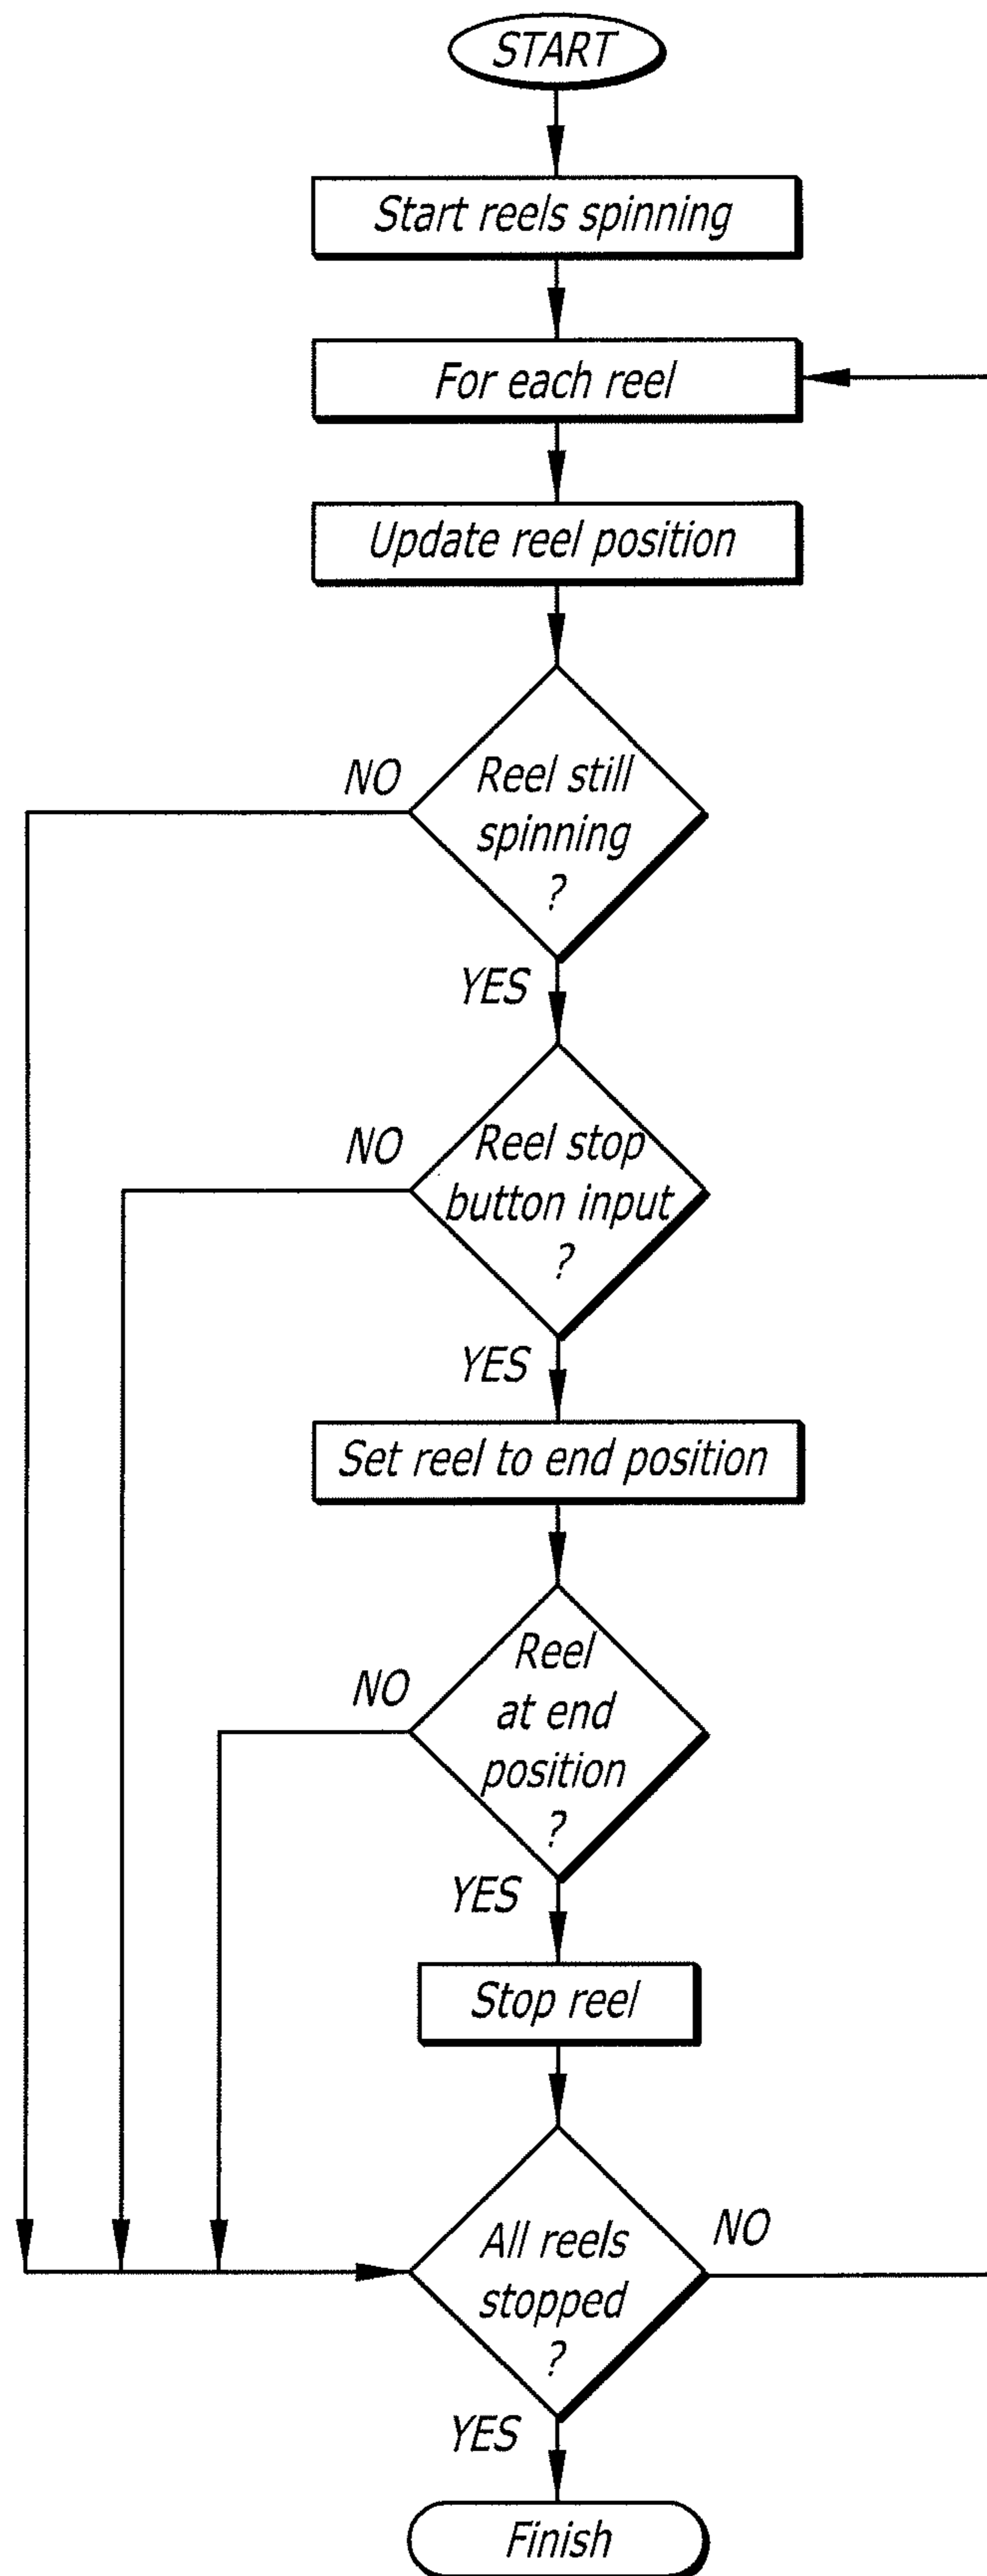 START
Start reels spinning
For each reel
Update reel position
NO
Reel still
spinning
?
YES
NO
Reel stop
button input
?
YES
Set reel to end position
NO
Reel
at end
position
?
YES
Stop reel
All reels
stopped
?
NO
YES
Finish